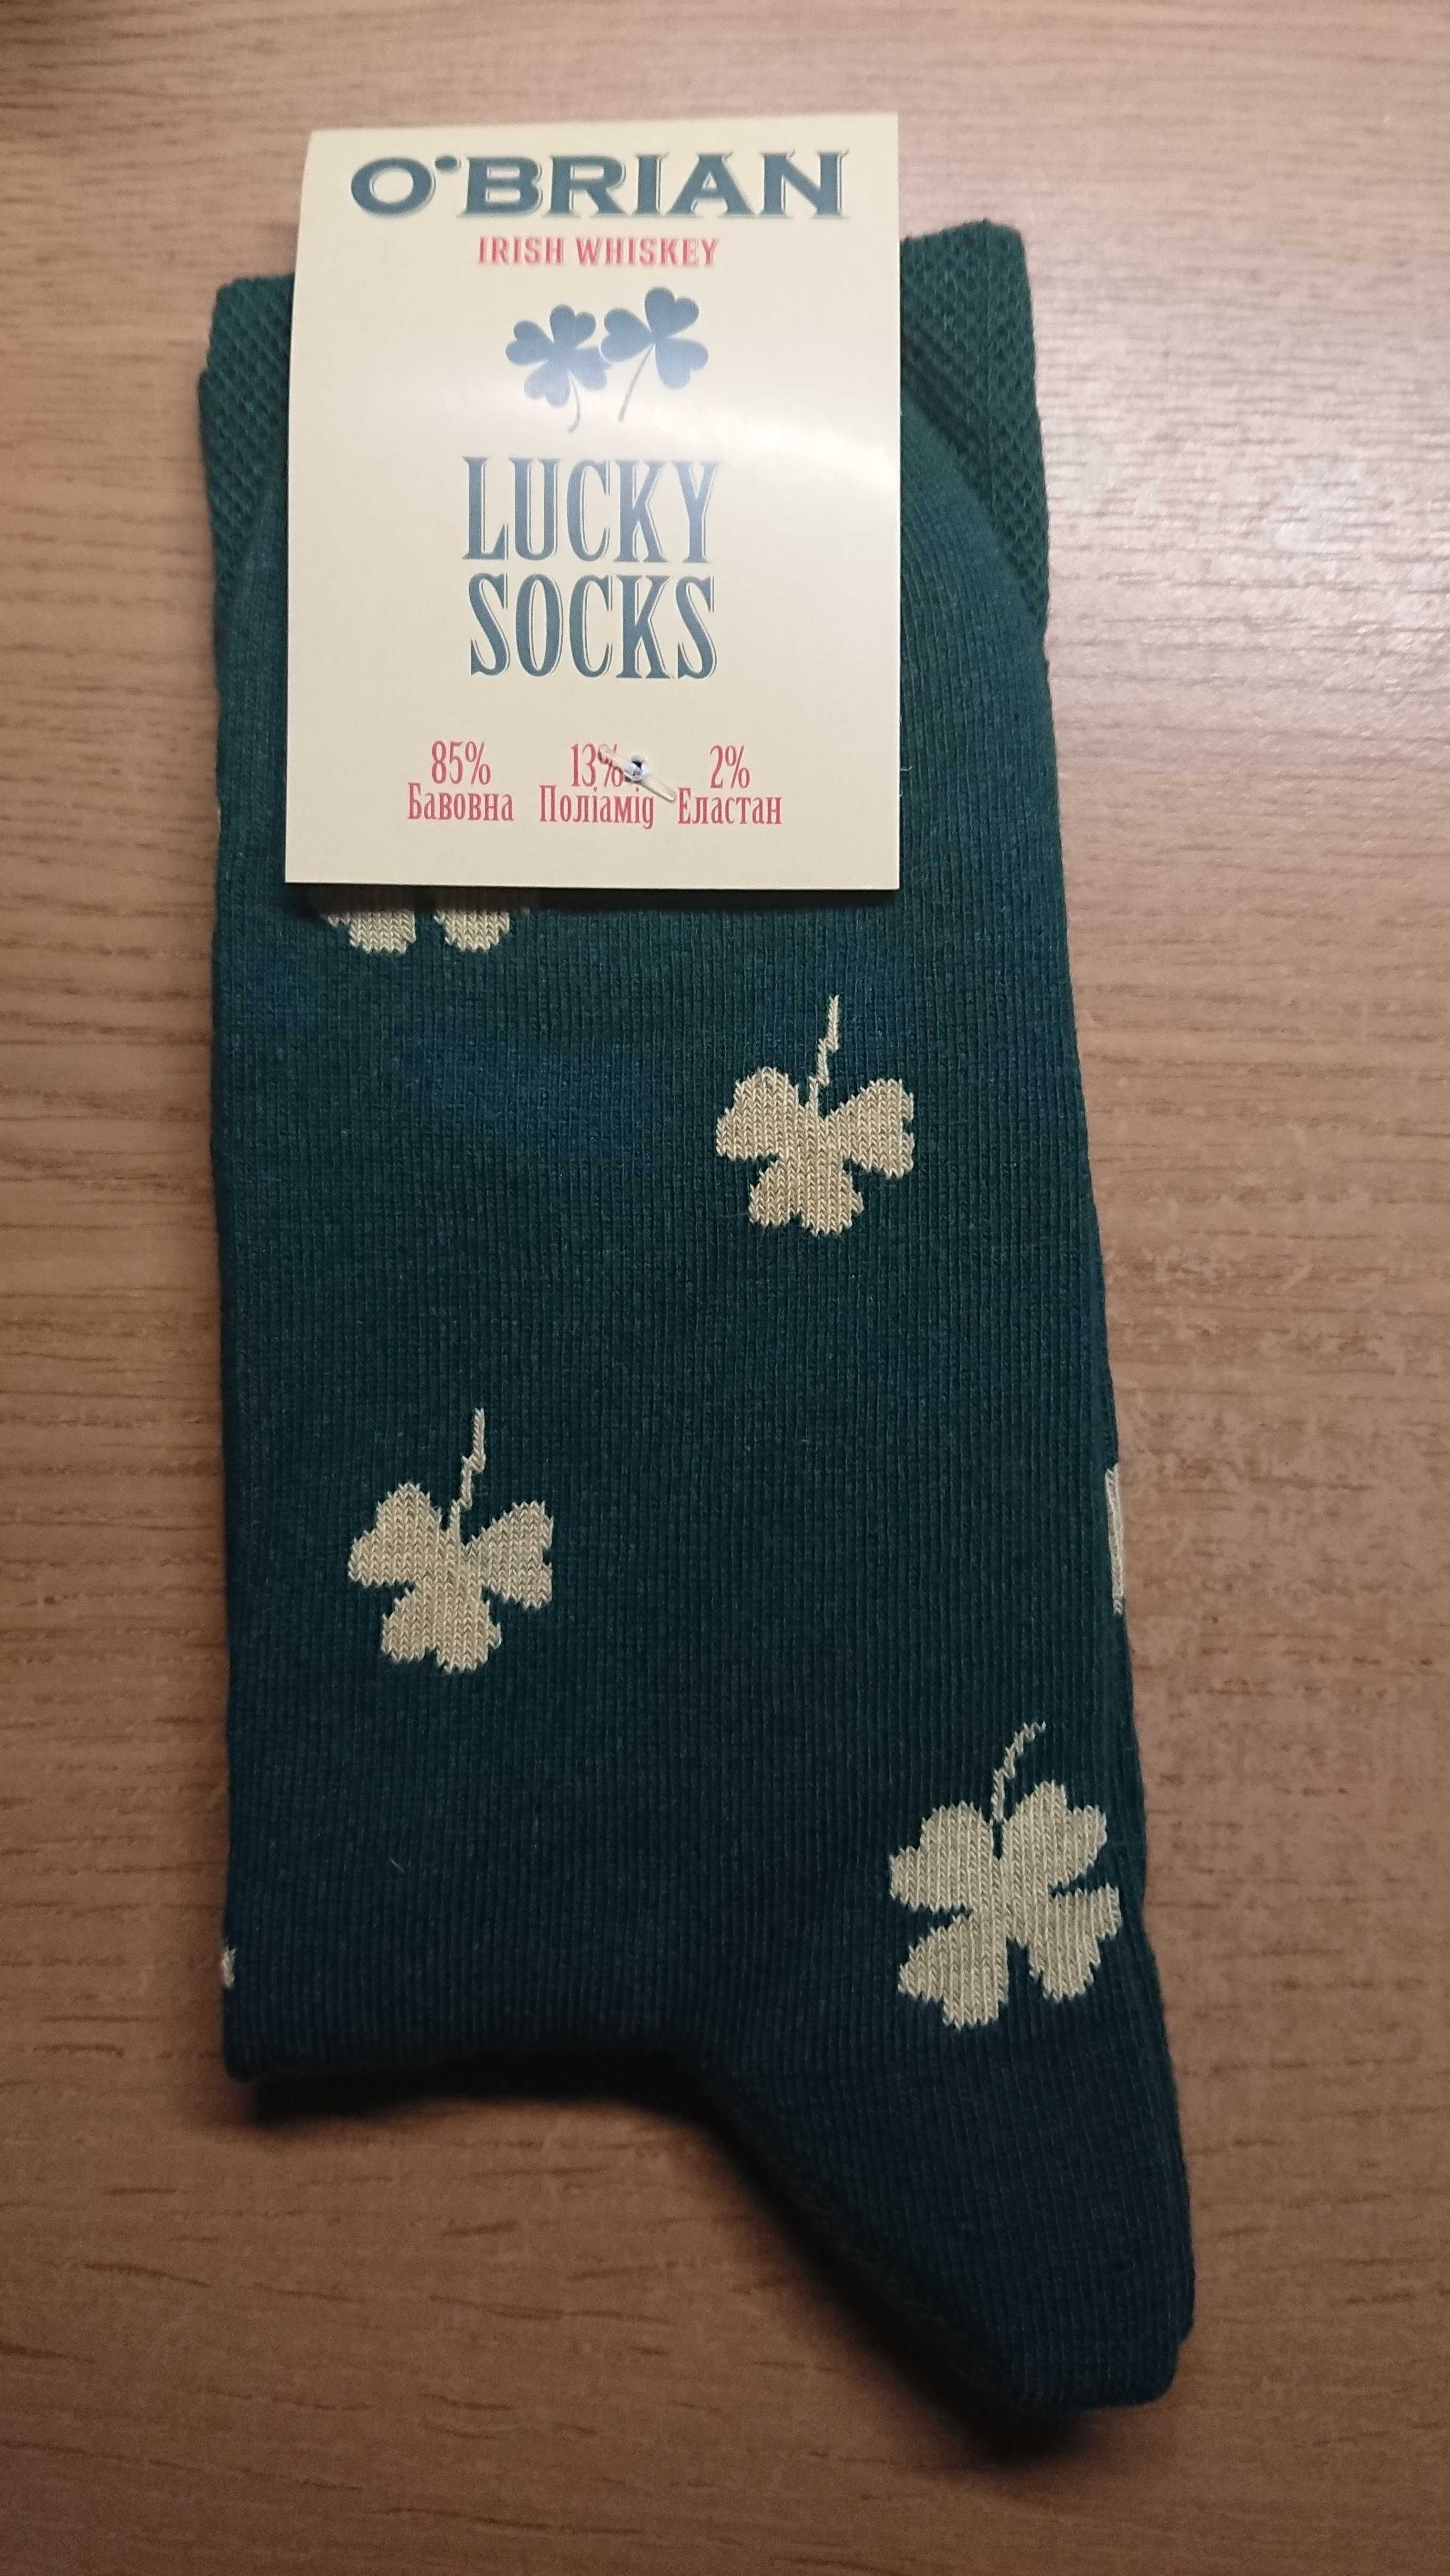 O'BRIAN
IRISH WHISKEY
LUCKY
SOCKS
85% 13% 2%
Бавовна Поліамід Еластан